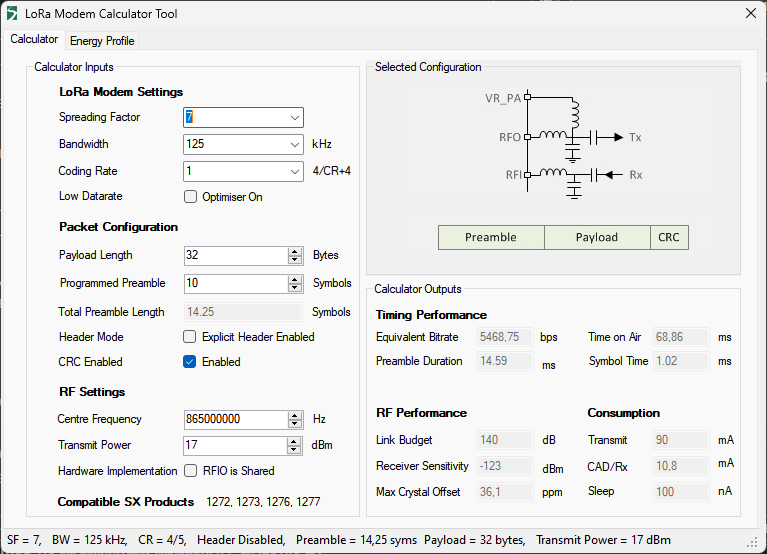 LoRa Modem Calculator Tool
Calculator Energy Profile
Calculator Inputs
LoRa Modem Settings
Spreading Factor 7
Bandwidth 125 kHz
Coding Rate 1 4/CR+4
Low Datarate Optimiser On
Packet Configuration
Payload Length 32 Bytes
Programmed Preamble 10 Symbols
Total Preamble Length 14.25 Symbols
Header Mode Explicit Header Enabled
CRC Enabled Enabled
RF Settings
Centre Frequency 865000000 Hz
Transmit Power 17 dBm
Hardware Implementation RFIO is Shared
Compatible SX Products 1272, 1273, 1276, 1277
Selected Configuration
VR_PA
RFO Tx
RFI Rx
Preamble Payload CRC
Calculator Outputs
Timing Performance
Equivalent Bitrate 5468,75 bps Time on Air 68,86 ms
Preamble Duration 14.59 ms Symbol Time 1.02 ms
RF Performance Consumption
Link Budget 140 dB Transmit 90 mA
Receiver Sensitivity -123 dBm CAD/Rx 10,8 mA
Max Crystal Offset 36,1 ppm Sleep 100 nA
SF = 7, BW = 125 kHz, CR = 4/5, Header Disabled, Preamble = 14,25 syms Payload = 32 bytes, Transmit Power = 17 dBm